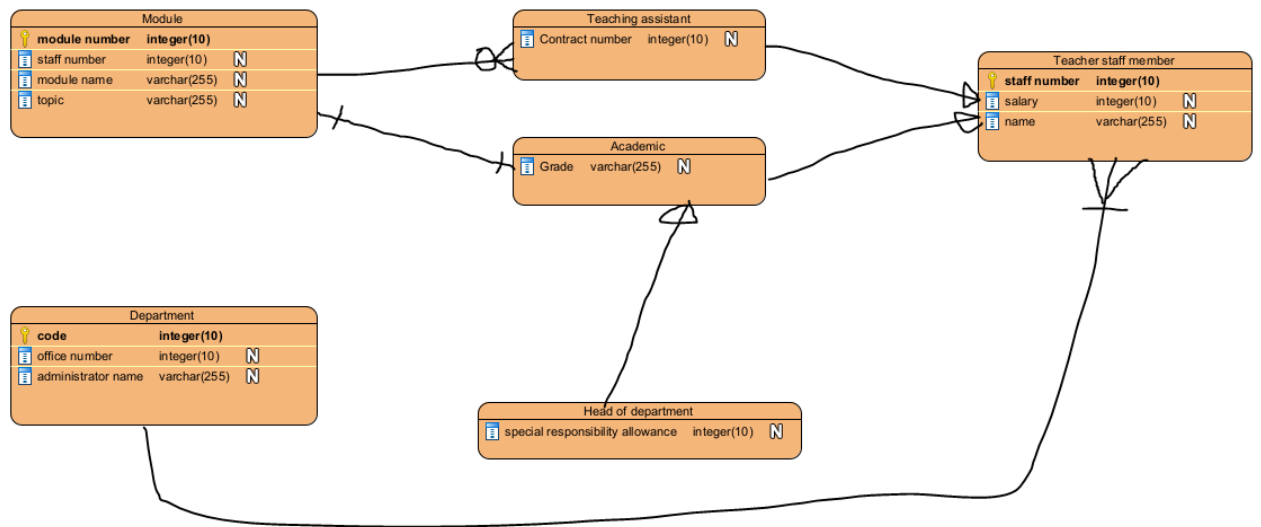 Module
module number integer(10)
staff number integer(10) N
module name varchar(255) N
topic varchar(255) N
Teaching assistant
Contract number integer(10) N
Teacher staff member
staff number integer(10)
salary integer(10) N
name varchar(255) N
Academic
Grade varchar(255) N
Department
code integer(10)
office number integer(10) N
administrator name varchar(255) N
Head of department
special responsibility allowance integer(10) N